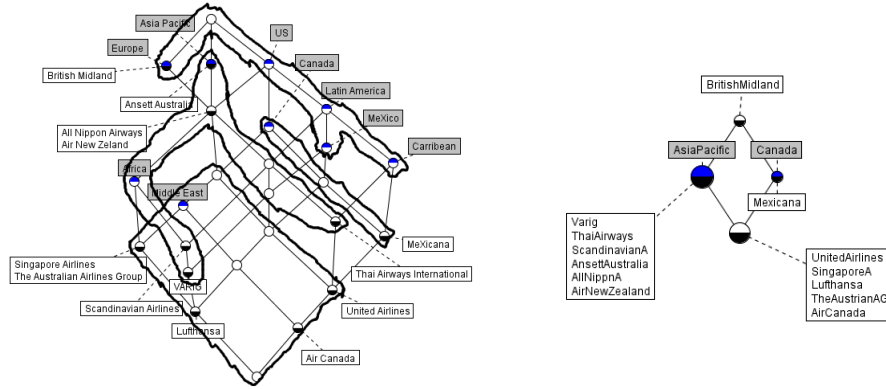 Asia Pacific
US
Europe
Canada
British Midland
Latin America
Ansett Australia
MeXico
All Nippon Airways
Air New Zeland
Carribean
Africa
Middle East
MeXicana
Singapore Airlines
The Australian Airlines Group
Thai Airways International
VARIG
Scandinavian Airlines
United Airlines
Lufthansa
Air Canada
BritishMidland
AsiaPacific
Canada
Mexicana
Varig
ThaiAirways
ScandinavianA
AnsettAustralia
AllNippnA
AirNewZealand
UnitedAirlines
SingaporeA
Lufthansa
TheAustrianAG
AirCanada